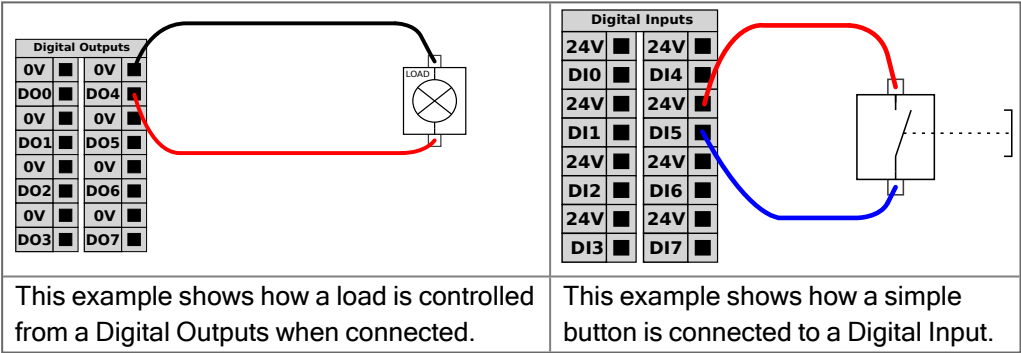 Digital Outputs
0V 0V
DO0 DO4
0V 0V
DO1 DO5
0V 0V
DO2 DO6
0V 0V
DO3 DO7
LOAD
This example shows how a load is controlled
from a Digital Outputs when connected.
Digital Inputs
24V 24V
DI0 DI4
24V 24V
DI1 DI5
24V 24V
DI2 DI6
24V 24V
DI3 DI7
This example shows how a simple
button is connected to a Digital Input.